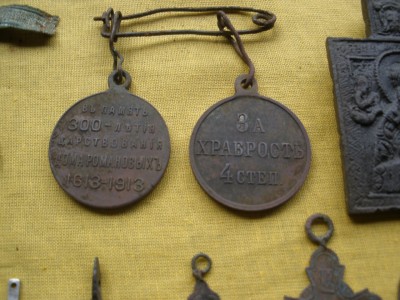 ВЪ ПАМЯТЬ
300-ЛѢТІЯ
ЦАРСТВОВАНІЯ
ДОМА РОМАНОВЫХЪ
1613-1913
ЗА
ХРАБРОСТЬ
4 СТЕП.